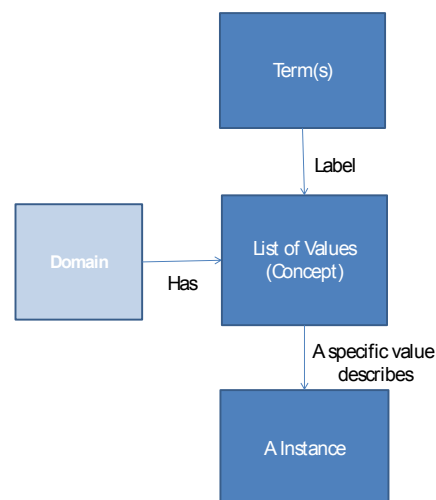 Term(s)
Label
List of Values
(Concept)
Domain
Has
A specific value
describes
A Instance